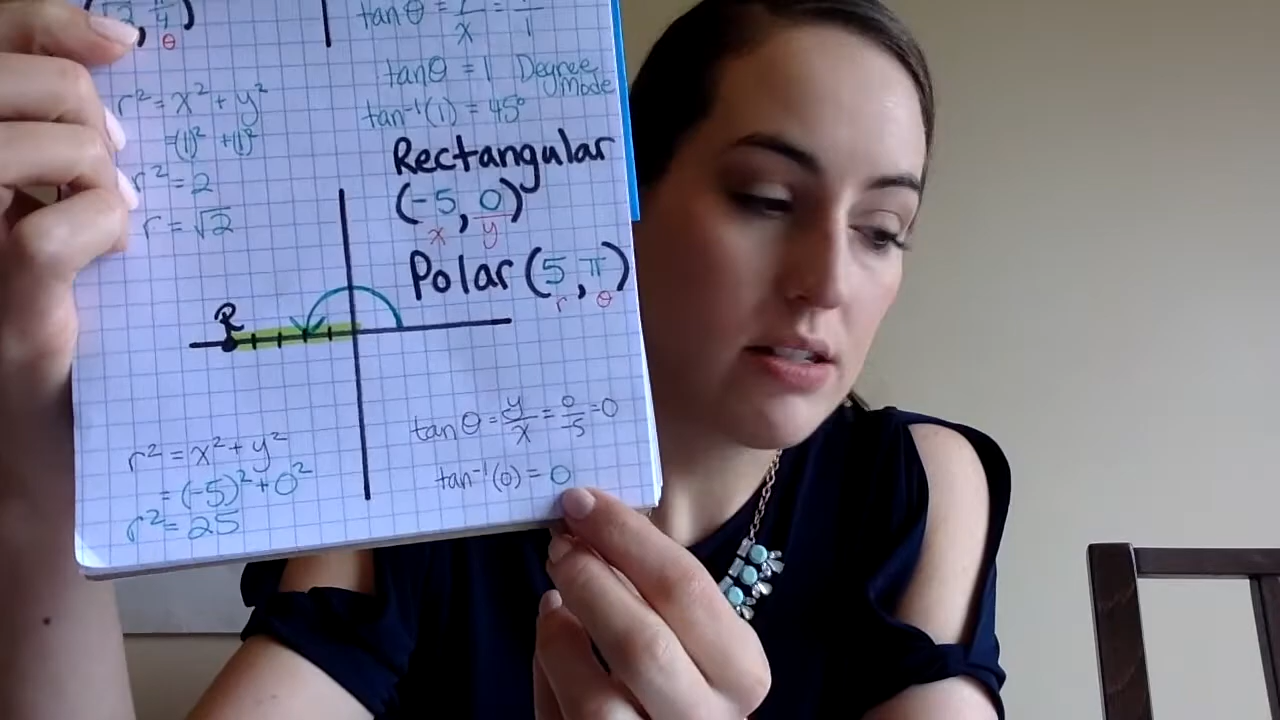 (√2, π/4)
θ
r² = x² + y²
= (1)² + (1)²
r² = 2
r = √2
tan θ = y/x = 1/1
tan θ = 1 Degree Mode
tan⁻¹(1) = 45°
Rectangular
(-5, 0)
x y
Polar (5, π)
r θ
R
r² = x² + y²
= (-5)² + 0²
r² = 25
tan θ = y/x = 0/-5 = 0
tan⁻¹(0) = 0